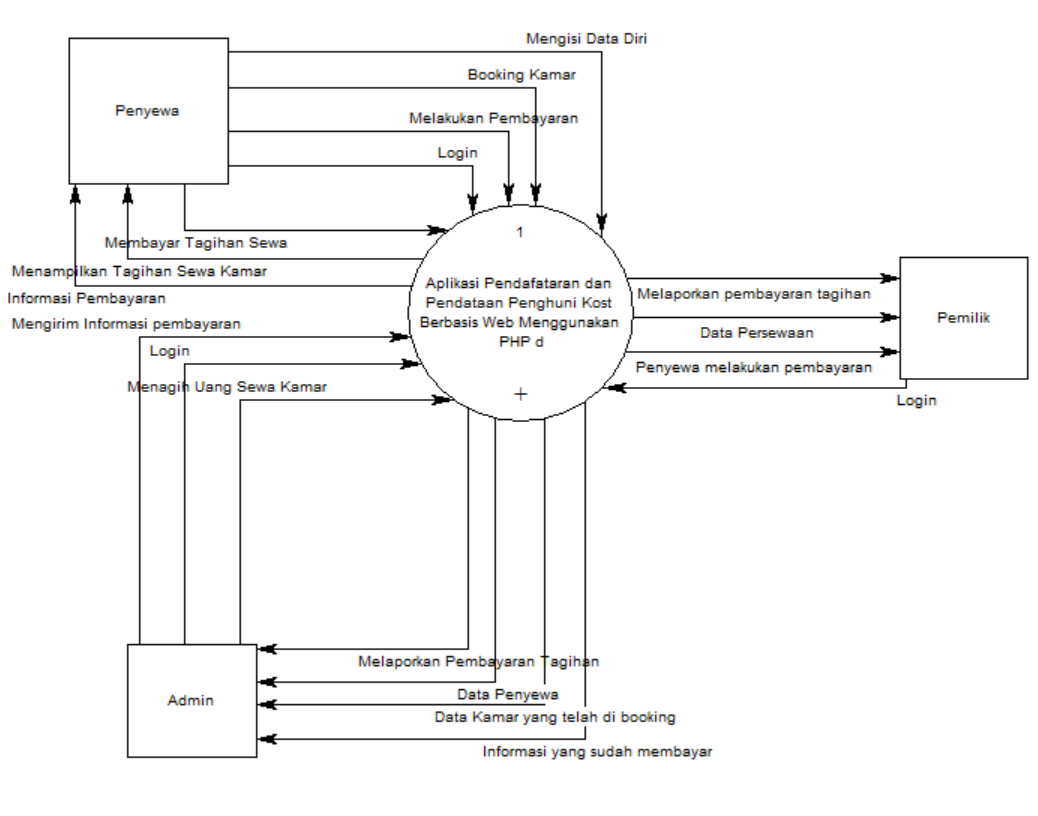 Mengisi Data Diri
Booking Kamar
Penyewa
Melakukan Pembayaran
Login
1
Membayar Tagihan Sewa
Menampilkan Tagihan Sewa Kamar
Informasi Pembayaran
Mengirim Informasi pembayaran
Login
Menagih Uang Sewa Kamar
Aplikasi Pendafataran dan
Pendataan Penghuni Kost
Berbasis Web Menggunakan
PHP d
+
Melaporkan pembayaran tagihan
Data Persewaan
Penyewa melakukan pembayaran
Login
Pemilik
Melaporkan Pembayaran Tagihan
Data Penyewa
Data Kamar yang telah di booking
Informasi yang sudah membayar
Admin